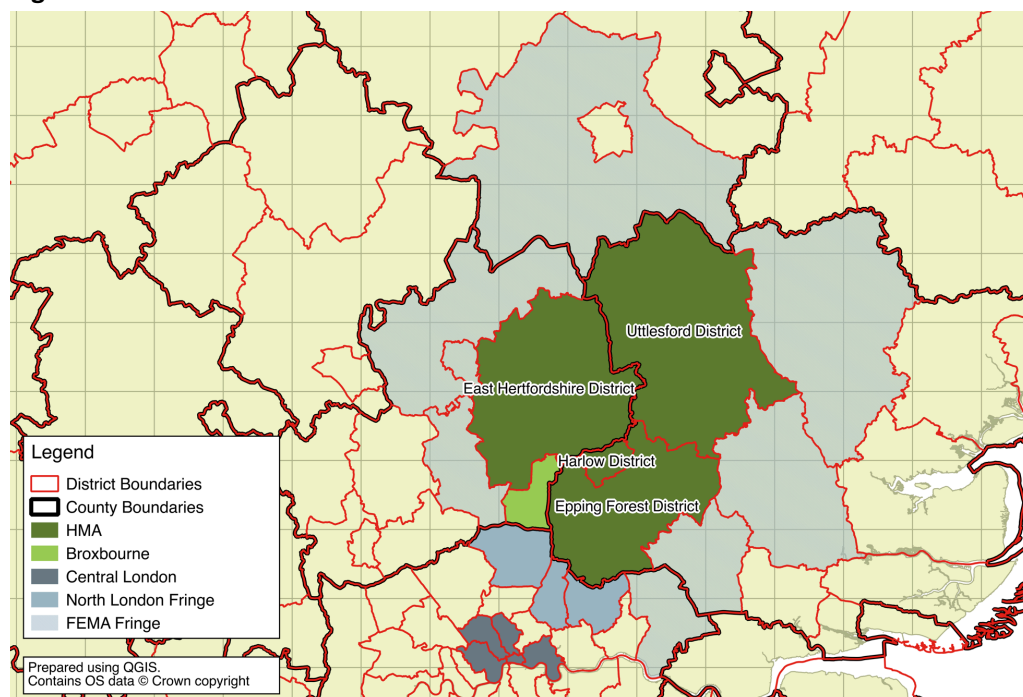 Uttlesford District
East Hertfordshire District
Harlow District
Epping Forest District
Legend
District Boundaries
County Boundaries
HMA
Broxbourne
Central London
North London Fringe
FEMA Fringe
Prepared using QGIS.
Contains OS data © Crown copyright